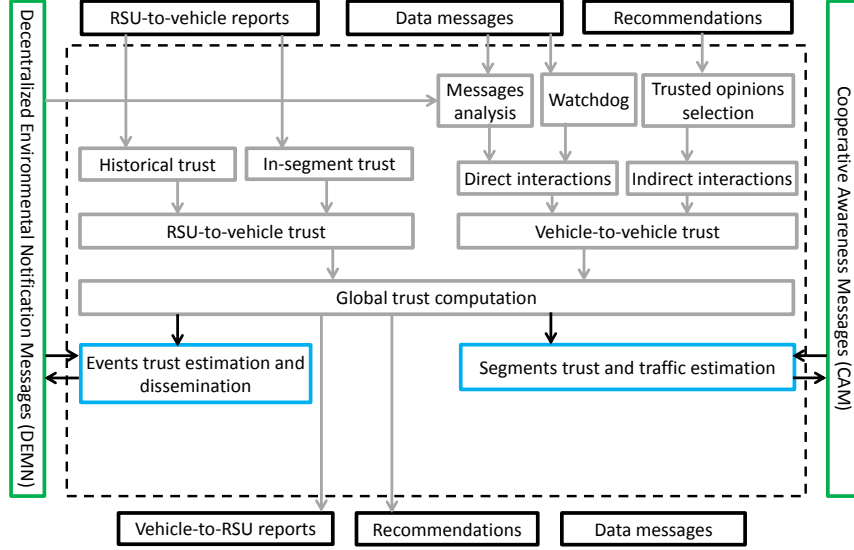 RSU-to-vehicle reports
Data messages
Recommendations
Decentralized Environmental Notification
Messages (DEMN)
Cooperative Awareness Messages (CAM)
Messages
analysis
Watchdog
Trusted opinions
selection
Historical trust
In-segment trust
Direct interactions
Indirect interactions
RSU-to-vehicle trust
Vehicle-to-vehicle trust
Global trust computation
Events trust estimation and
dissemination
Segments trust and traffic estimation
Vehicle-to-RSU reports
Recommendations
Data messages